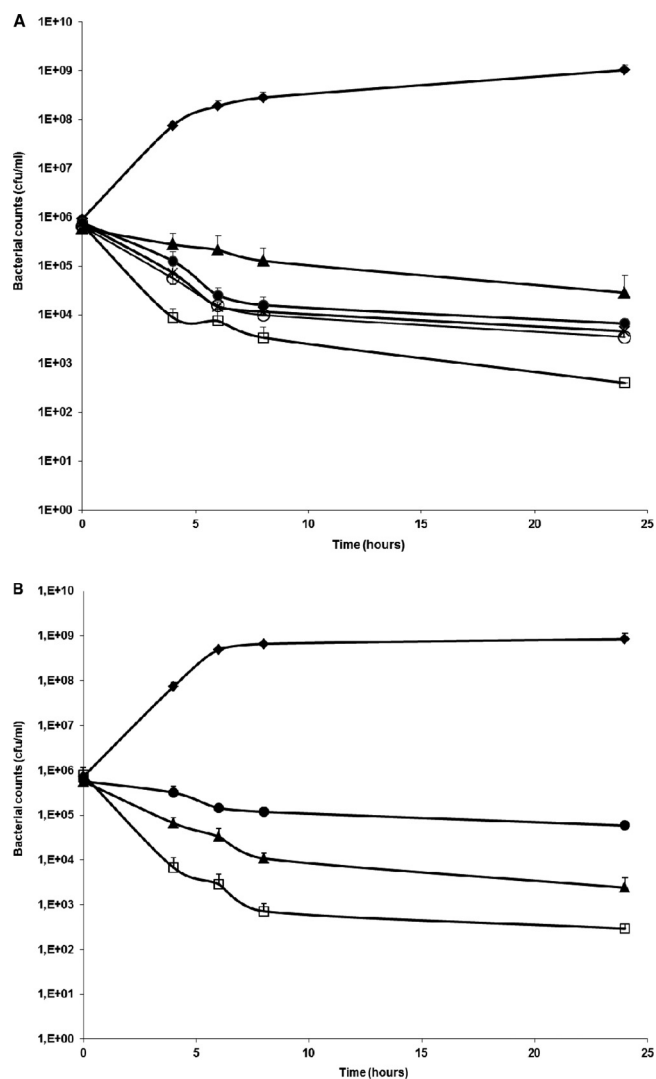 A
1E+10
1E+09
1E+08
1E+07
1E+06
1E+05
1E+04
1E+03
1E+02
1E+01
1E+00
Bacterial counts (cfu/ml)
0 5 10 15 20 25
Time (hours)
B
1,E+10
1,E+09
1,E+08
1,E+07
1,E+06
1,E+05
1,E+04
1,E+03
1,E+02
1,E+01
1,E+00
Bacterial counts (cfu/ml)
0 5 10 15 20 25
Time (hours)